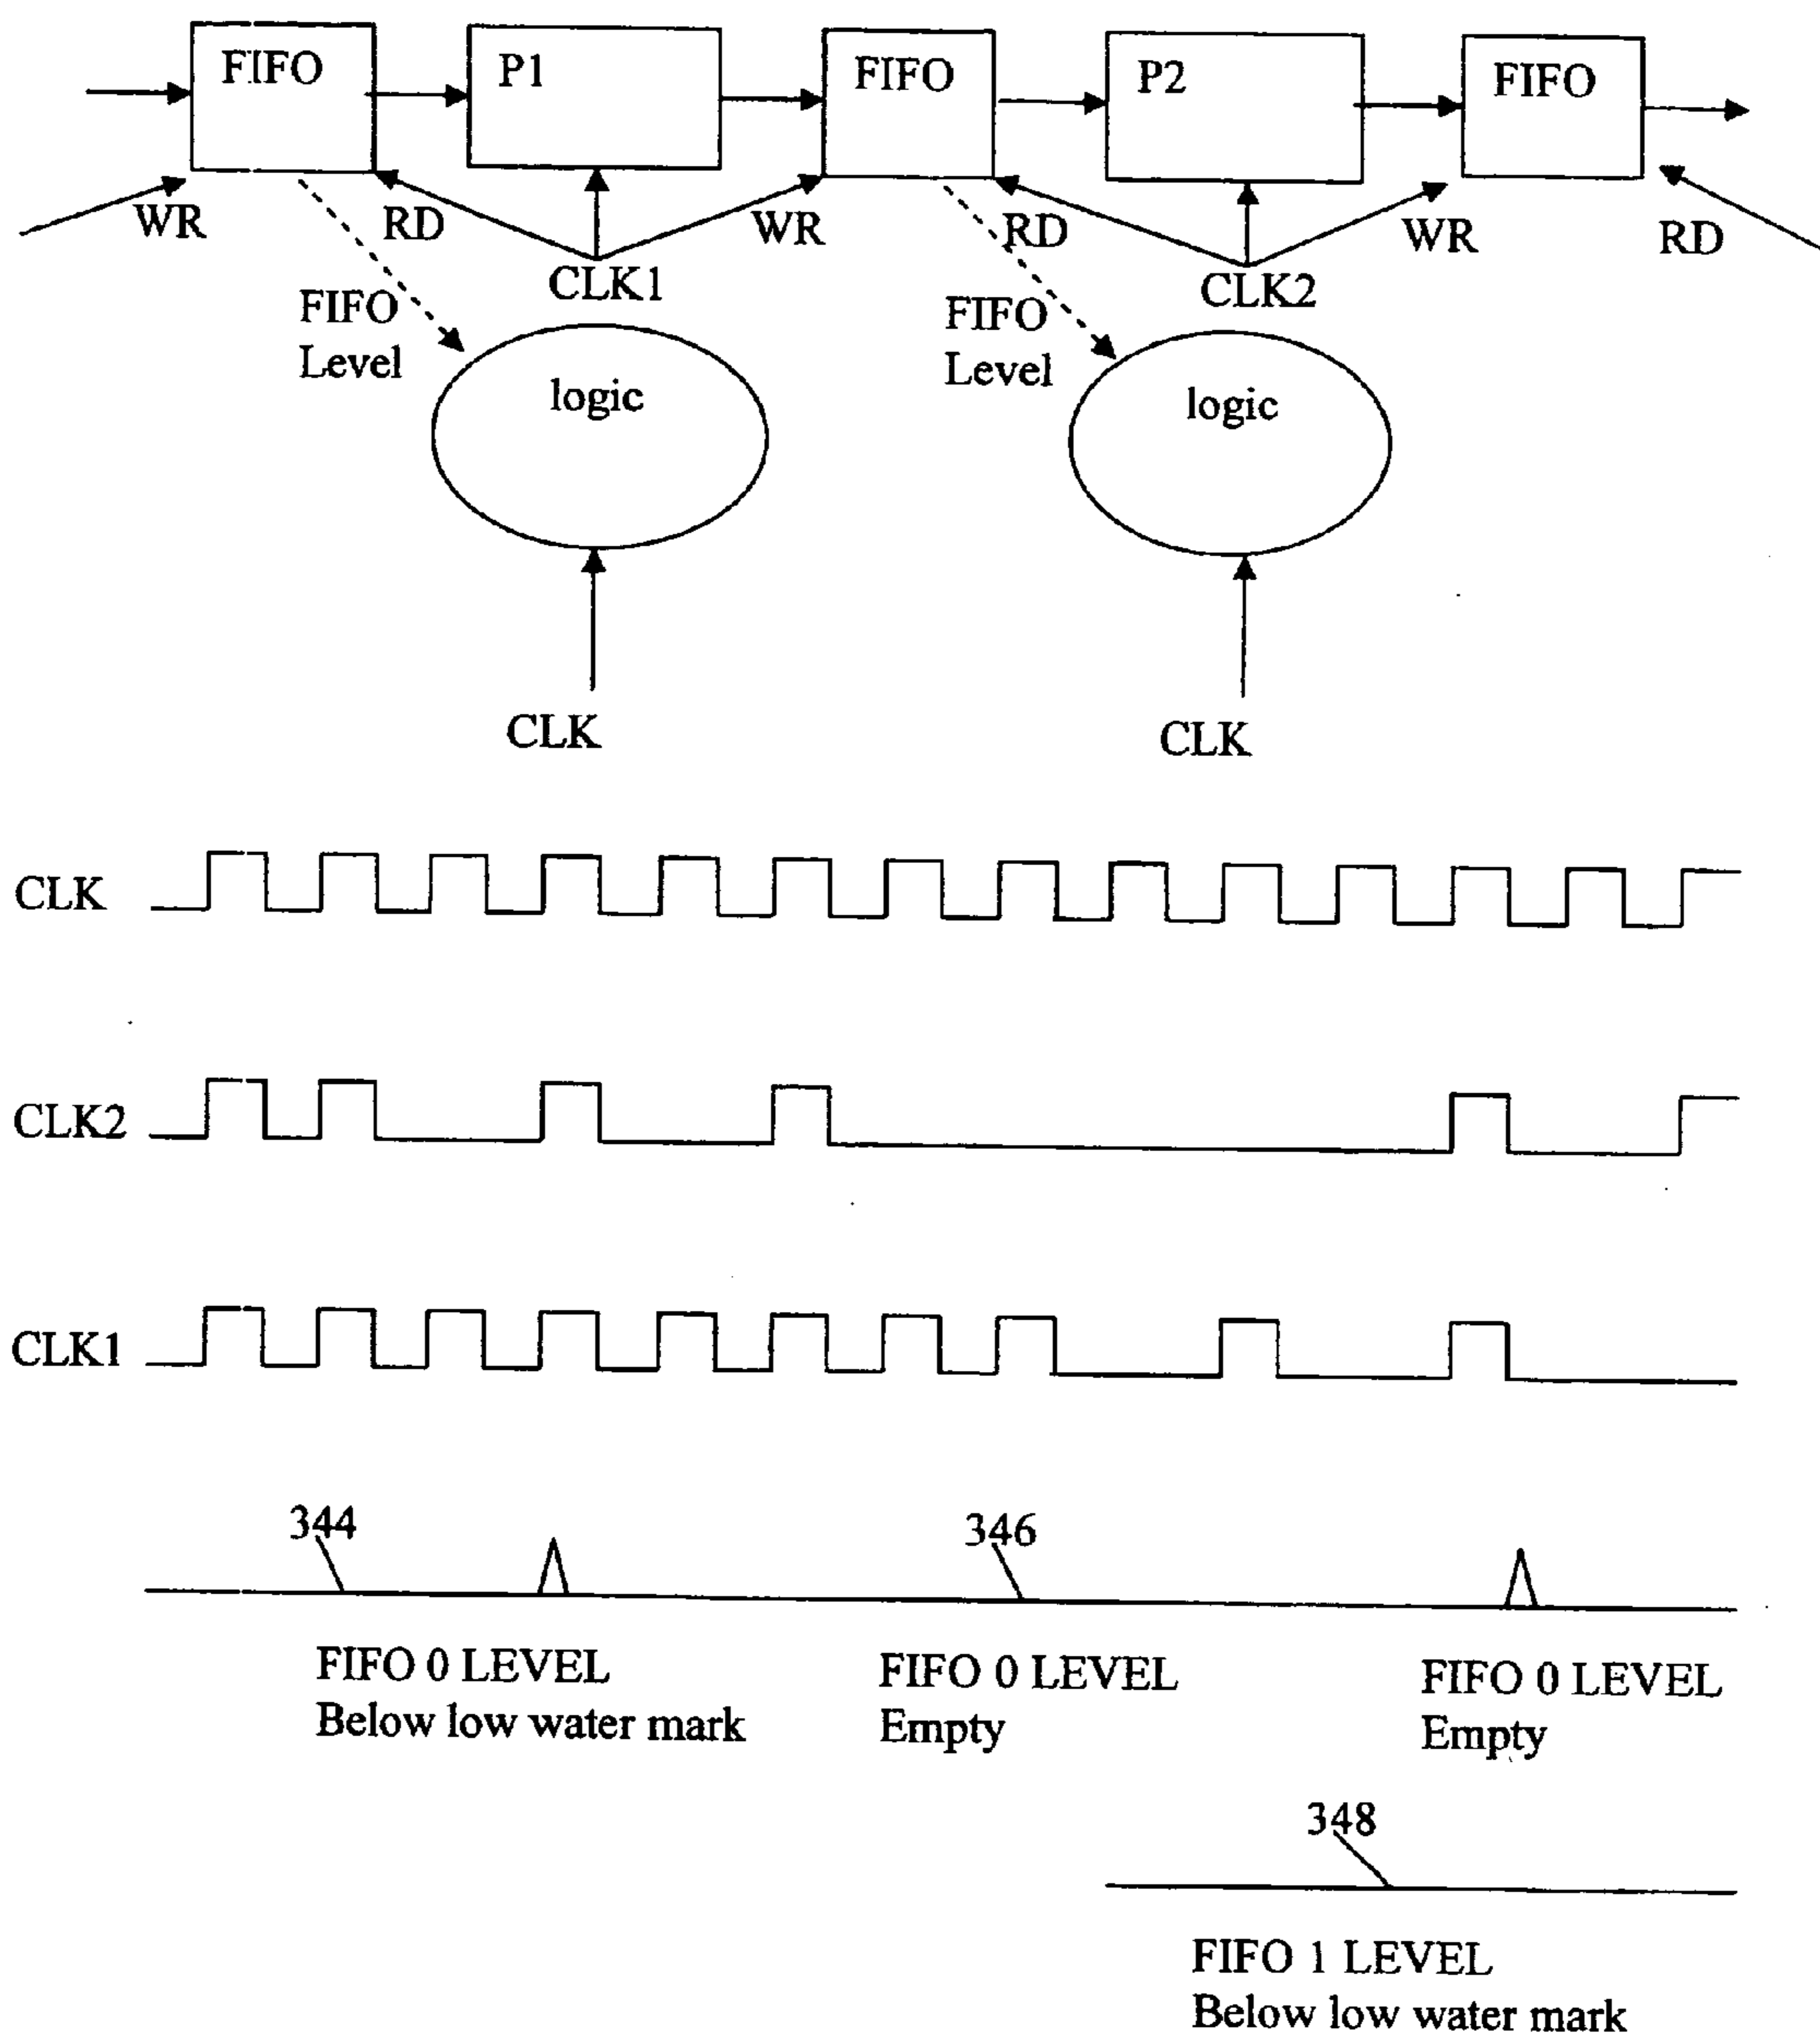 FIFO
P1
FIFO
P2
FIFO
WR
RD
WR
RD
WR
RD
CLK1
CLK2
FIFO
Level
FIFO
Level
logic
logic
CLK
CLK
CLK
CLK2
CLK1
344
346
FIFO 0 LEVEL
Below low water mark
FIFO 0 LEVEL
Empty
FIFO 0 LEVEL
Empty
348
FIFO 1 LEVEL
Below low water mark